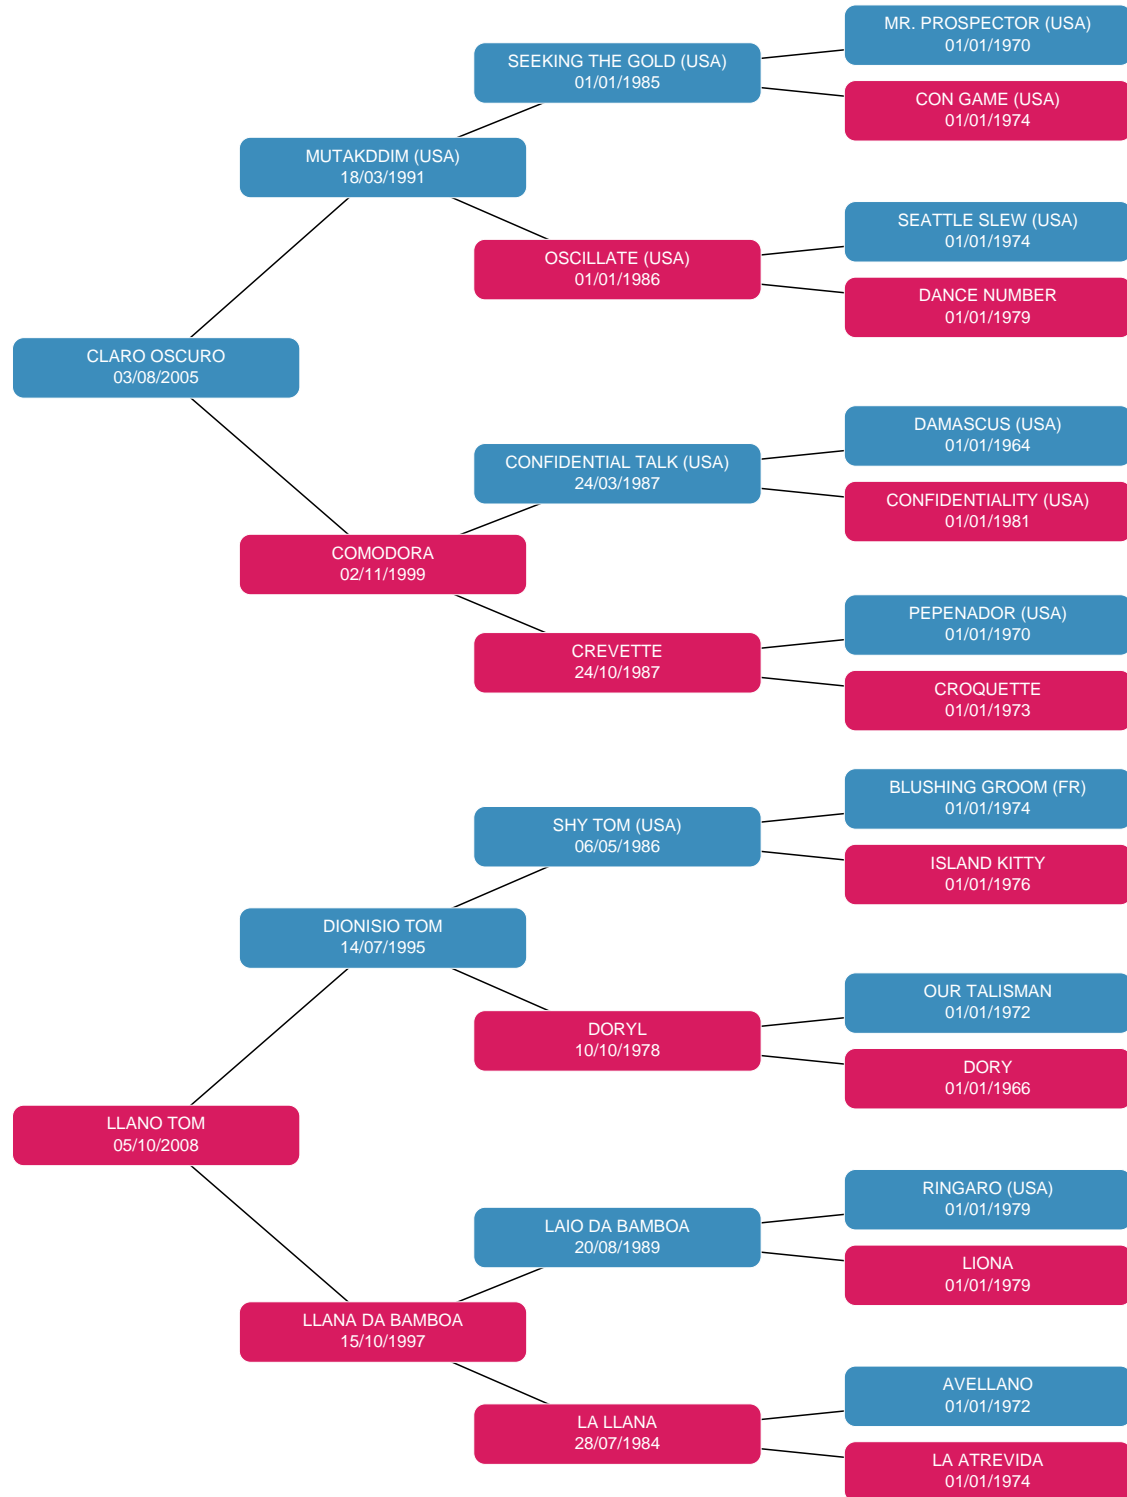 MR. PROSPECTOR (USA)
01/01/1970
SEEKING THE GOLD (USA)
01/01/1985
CON GAME (USA)
01/01/1974
MUTAKDDIM (USA)
18/03/1991
SEATTLE SLEW (USA)
01/01/1974
OSCILLATE (USA)
01/01/1986
DANCE NUMBER
01/01/1979
CLARO OSCURO
03/08/2005
DAMASCUS (USA)
01/01/1964
CONFIDENTIAL TALK (USA)
24/03/1987
CONFIDENTIALITY (USA)
01/01/1981
COMODORA
02/11/1999
PEPENADOR (USA)
01/01/1970
CREVETTE
24/10/1987
CROQUETTE
01/01/1973
BLUSHING GROOM (FR)
01/01/1974
SHY TOM (USA)
06/05/1986
ISLAND KITTY
01/01/1976
DIONISIO TOM
14/07/1995
OUR TALISMAN
01/01/1972
DORYL
10/10/1978
DORY
01/01/1966
LLANO TOM
05/10/2008
RINGARO (USA)
01/01/1979
LAIO DA BAMBOA
20/08/1989
LIONA
01/01/1979
LLANA DA BAMBOA
15/10/1997
AVELLANO
01/01/1972
LA LLANA
28/07/1984
LA ATREVIDA
01/01/1974